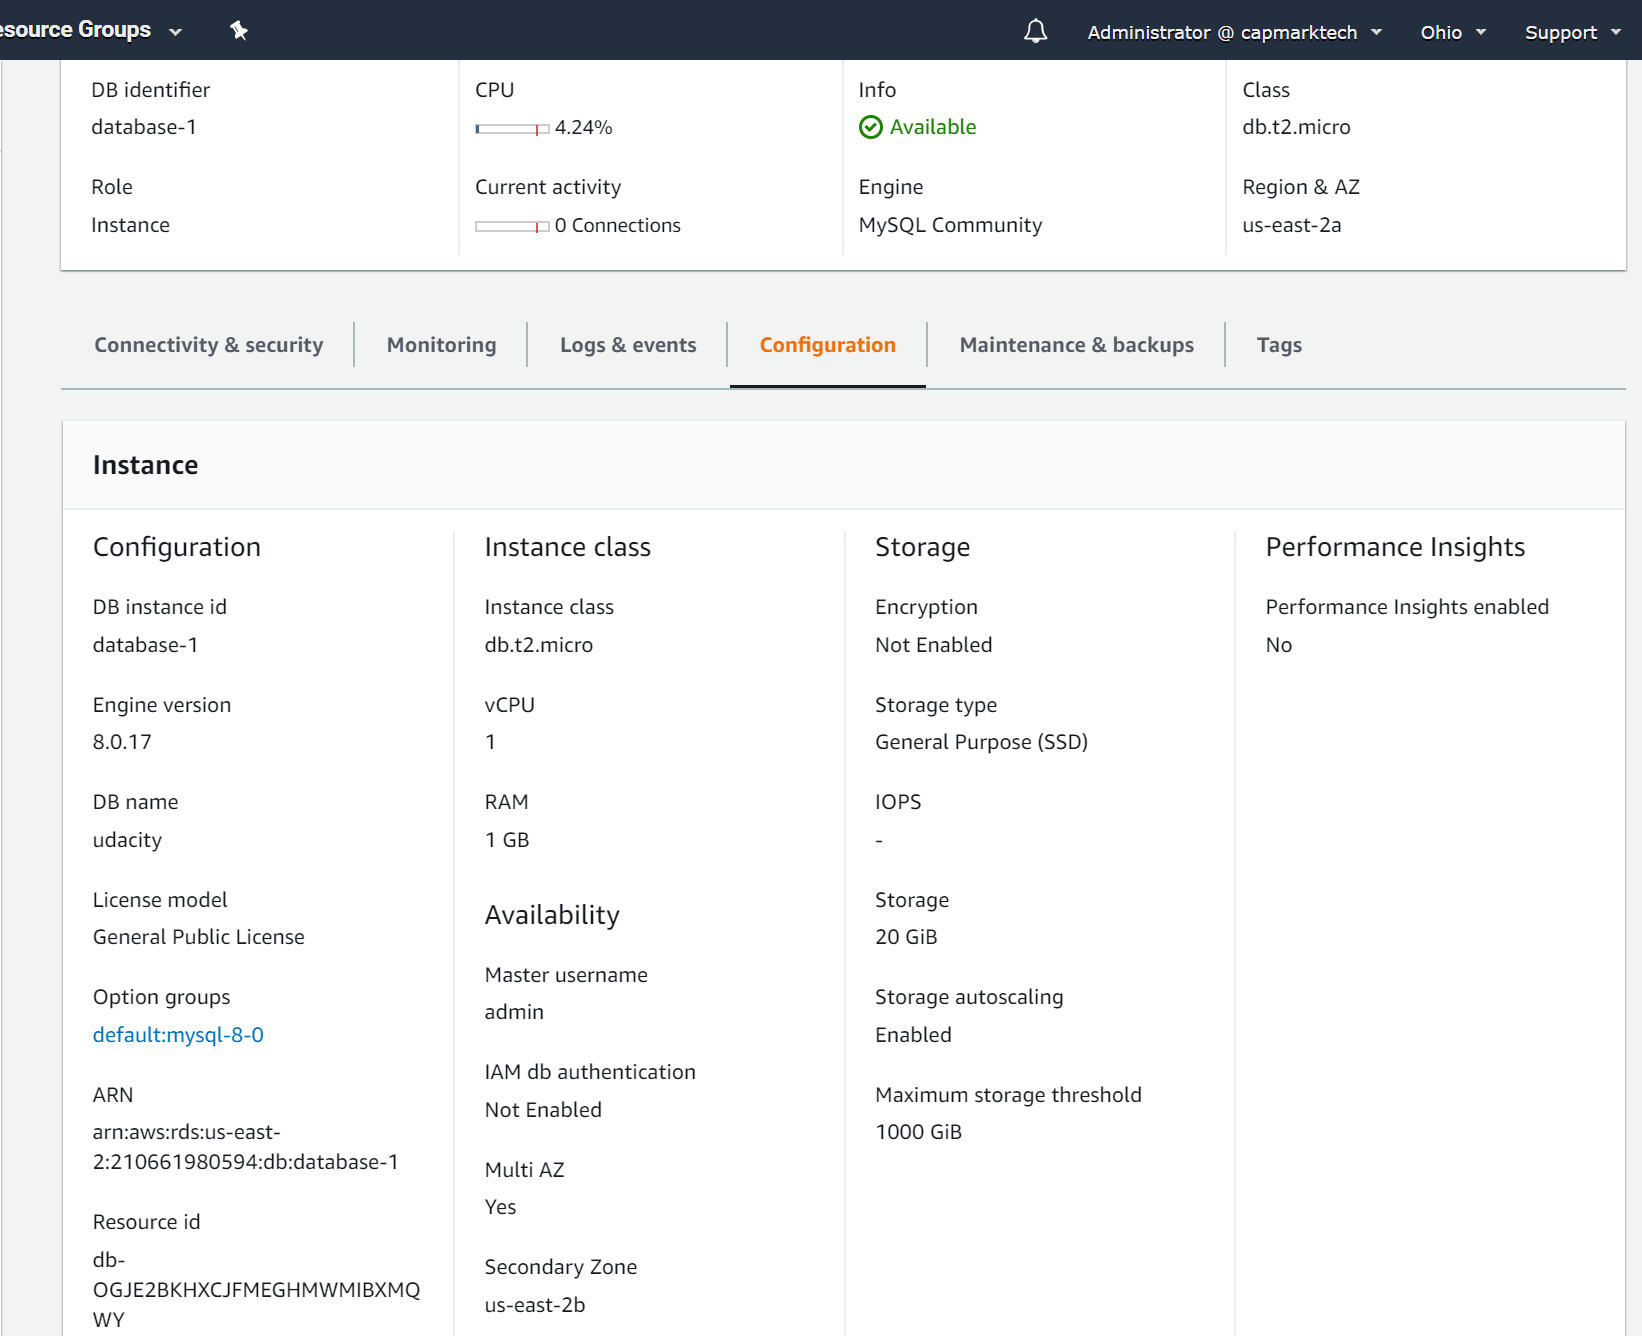 esource Groups
Administrator @ capmarktech
Ohio
Support
DB identifier
database-1
CPU
4.24%
Info
Available
Class
db.t2.micro
Role
Instance
Current activity
0 Connections
Engine
MySQL Community
Region & AZ
us-east-2a
Connectivity & security
Monitoring
Logs & events
Configuration
Maintenance & backups
Tags
Instance
Configuration
DB instance id
database-1
Engine version
8.0.17
DB name
udacity
License model
General Public License
Option groups
default:mysql-8-0
ARN
arn:aws:rds:us-east-
2:210661980594:db:database-1
Resource id
db-
OGJE2BKHXCJFMEGHMWMIBXMQ
WY
Instance class
Instance class
db.t2.micro
vCPU
1
RAM
1 GB
Availability
Master username
admin
IAM db authentication
Not Enabled
Multi AZ
Yes
Secondary Zone
us-east-2b
Storage
Encryption
Not Enabled
Storage type
General Purpose (SSD)
IOPS
-
Storage
20 GiB
Storage autoscaling
Enabled
Maximum storage threshold
1000 GiB
Performance Insights
Performance Insights enabled
No